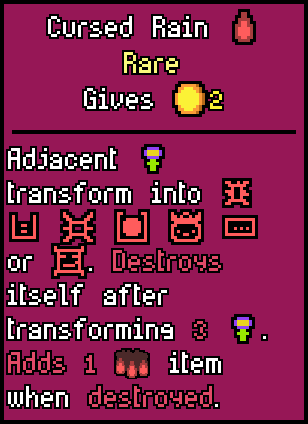 Cursed Rain
Rare
Gives 2
Adjacent
transform into
or . Destroys
itself after
transforming 3 .
Adds 1 item
when destroyed.